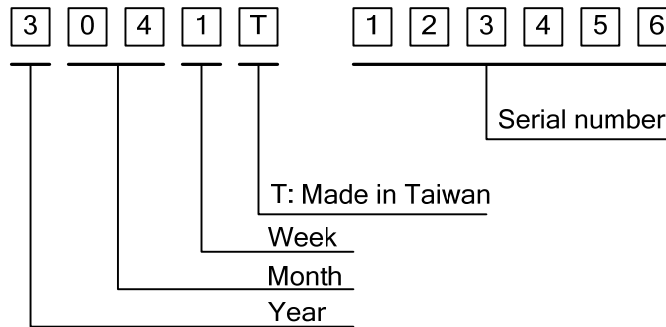 3 0 4 1 T 1 2 3 4 5 6
Serial number
T: Made in Taiwan
Week
Month
Year